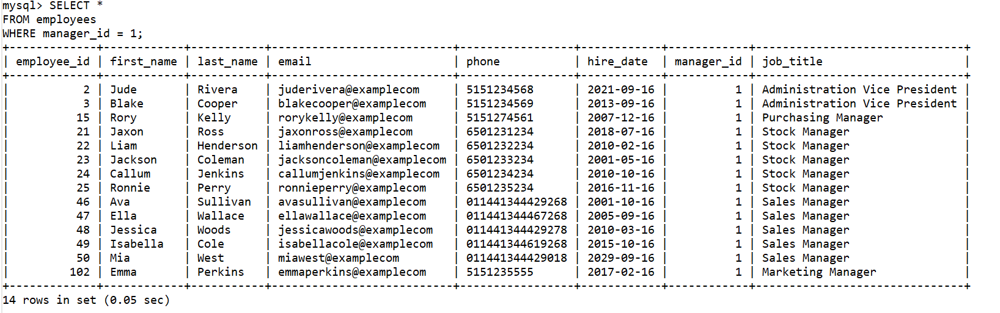 mysql> SELECT *
FROM employees
WHERE manager_id = 1;
+-------------+------------+-----------+---------------------------+-----------------+------------+------------+-------------------------------+
| employee_id | first_name | last_name | email                     | phone           | hire_date  | manager_id | job_title                     |
+-------------+------------+-----------+---------------------------+-----------------+------------+------------+-------------------------------+
|           2 | Jude       | Rivera    | juderivera@examplecom     | 5151234568      | 2021-09-16 |          1 | Administration Vice President |
|           3 | Blake      | Cooper    | blakecooper@examplecom    | 5151234569      | 2013-09-16 |          1 | Administration Vice President |
|          15 | Rory       | Kelly     | rorykelly@examplecom      | 5151274561      | 2007-12-16 |          1 | Purchasing Manager            |
|          21 | Jaxon      | Ross      | jaxonross@examplecom      | 6501231234      | 2018-07-16 |          1 | Stock Manager                 |
|          22 | Liam       | Henderson | liamhenderson@examplecom  | 6501232234      | 2010-02-16 |          1 | Stock Manager                 |
|          23 | Jackson    | Coleman   | jacksoncoleman@examplecom | 6501233234      | 2001-05-16 |          1 | Stock Manager                 |
|          24 | Callum     | Jenkins   | callumjenkins@examplecom  | 6501234234      | 2010-10-16 |          1 | Stock Manager                 |
|          25 | Ronnie     | Perry     | ronnieperry@examplecom    | 6501235234      | 2016-11-16 |          1 | Stock Manager                 |
|          46 | Ava        | Sullivan  | avasullivan@examplecom    | 011441344429268 | 2001-10-16 |          1 | Sales Manager                 |
|          47 | Ella       | Wallace   | ellawallace@examplecom    | 011441344467268 | 2005-09-16 |          1 | Sales Manager                 |
|          48 | Jessica    | Woods     | jessicawoods@examplecom   | 011441344429278 | 2010-03-16 |          1 | Sales Manager                 |
|          49 | Isabella   | Cole      | isabellacole@examplecom   | 011441344619268 | 2015-10-16 |          1 | Sales Manager                 |
|          50 | Mia        | West      | miawest@examplecom        | 011441344429018 | 2029-09-16 |          1 | Sales Manager                 |
|         102 | Emma       | Perkins   | emmaperkins@examplecom    | 5151235555      | 2017-02-16 |          1 | Marketing Manager             |
+-------------+------------+-----------+---------------------------+-----------------+------------+------------+-------------------------------+
14 rows in set (0.05 sec)